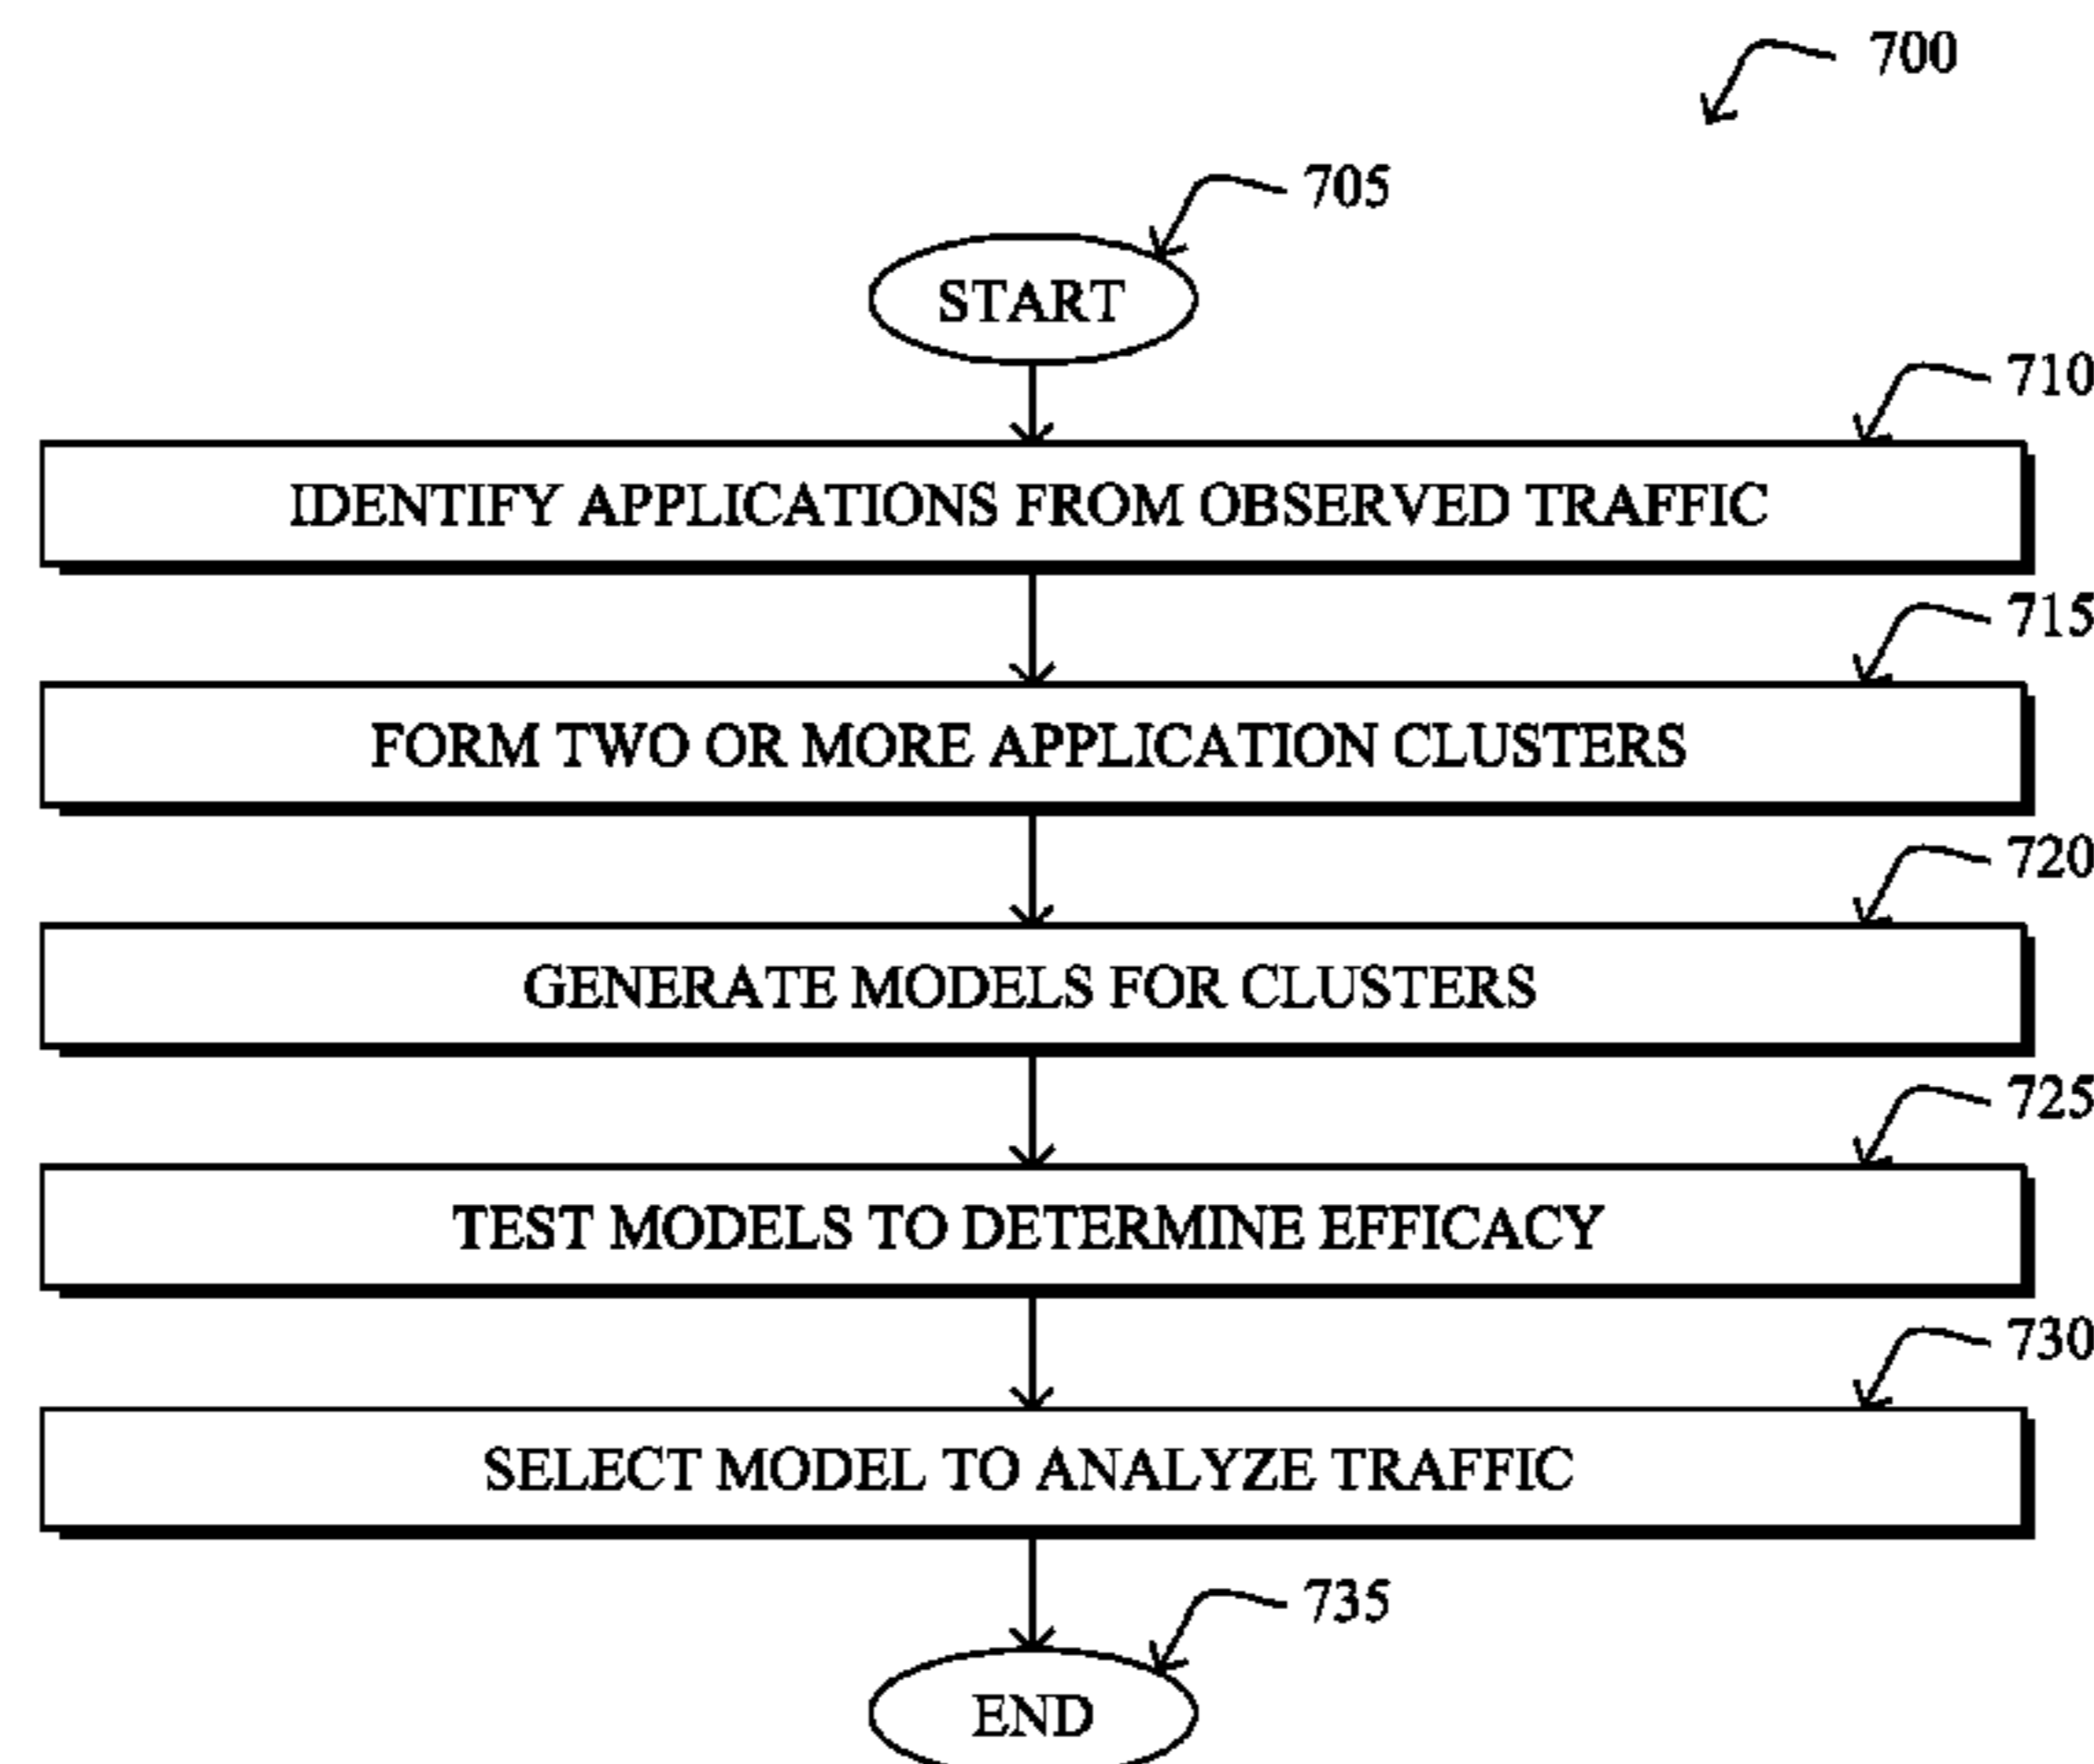 700
705
START
710
IDENTIFY APPLICATIONS FROM OBSERVED TRAFFIC
715
FORM TWO OR MORE APPLICATION CLUSTERS
720
GENERATE MODELS FOR CLUSTERS
725
TEST MODELS TO DETERMINE EFFICACY
730
SELECT MODEL TO ANALYZE TRAFFIC
735
END